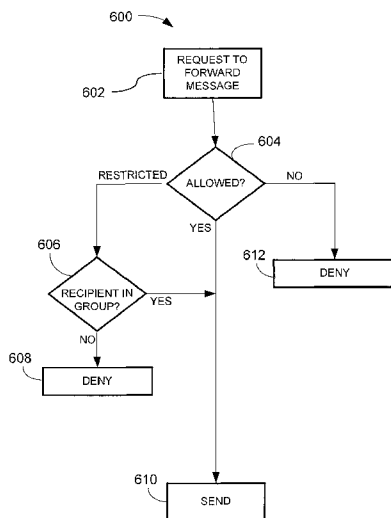 600
REQUEST TO
FORWARD
MESSAGE
602
604
RESTRICTED
ALLOWED?
NO
YES
606
612
RECIPIENT IN
GROUP?
YES
DENY
NO
608
DENY
610
SEND